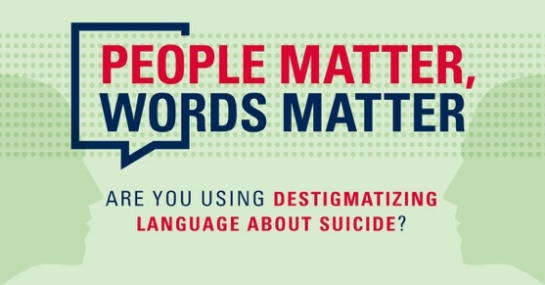 PEOPLE MATTER,
WORDS MATTER
ARE YOU USING DESTIGMATIZING
LANGUAGE ABOUT SUICIDE?